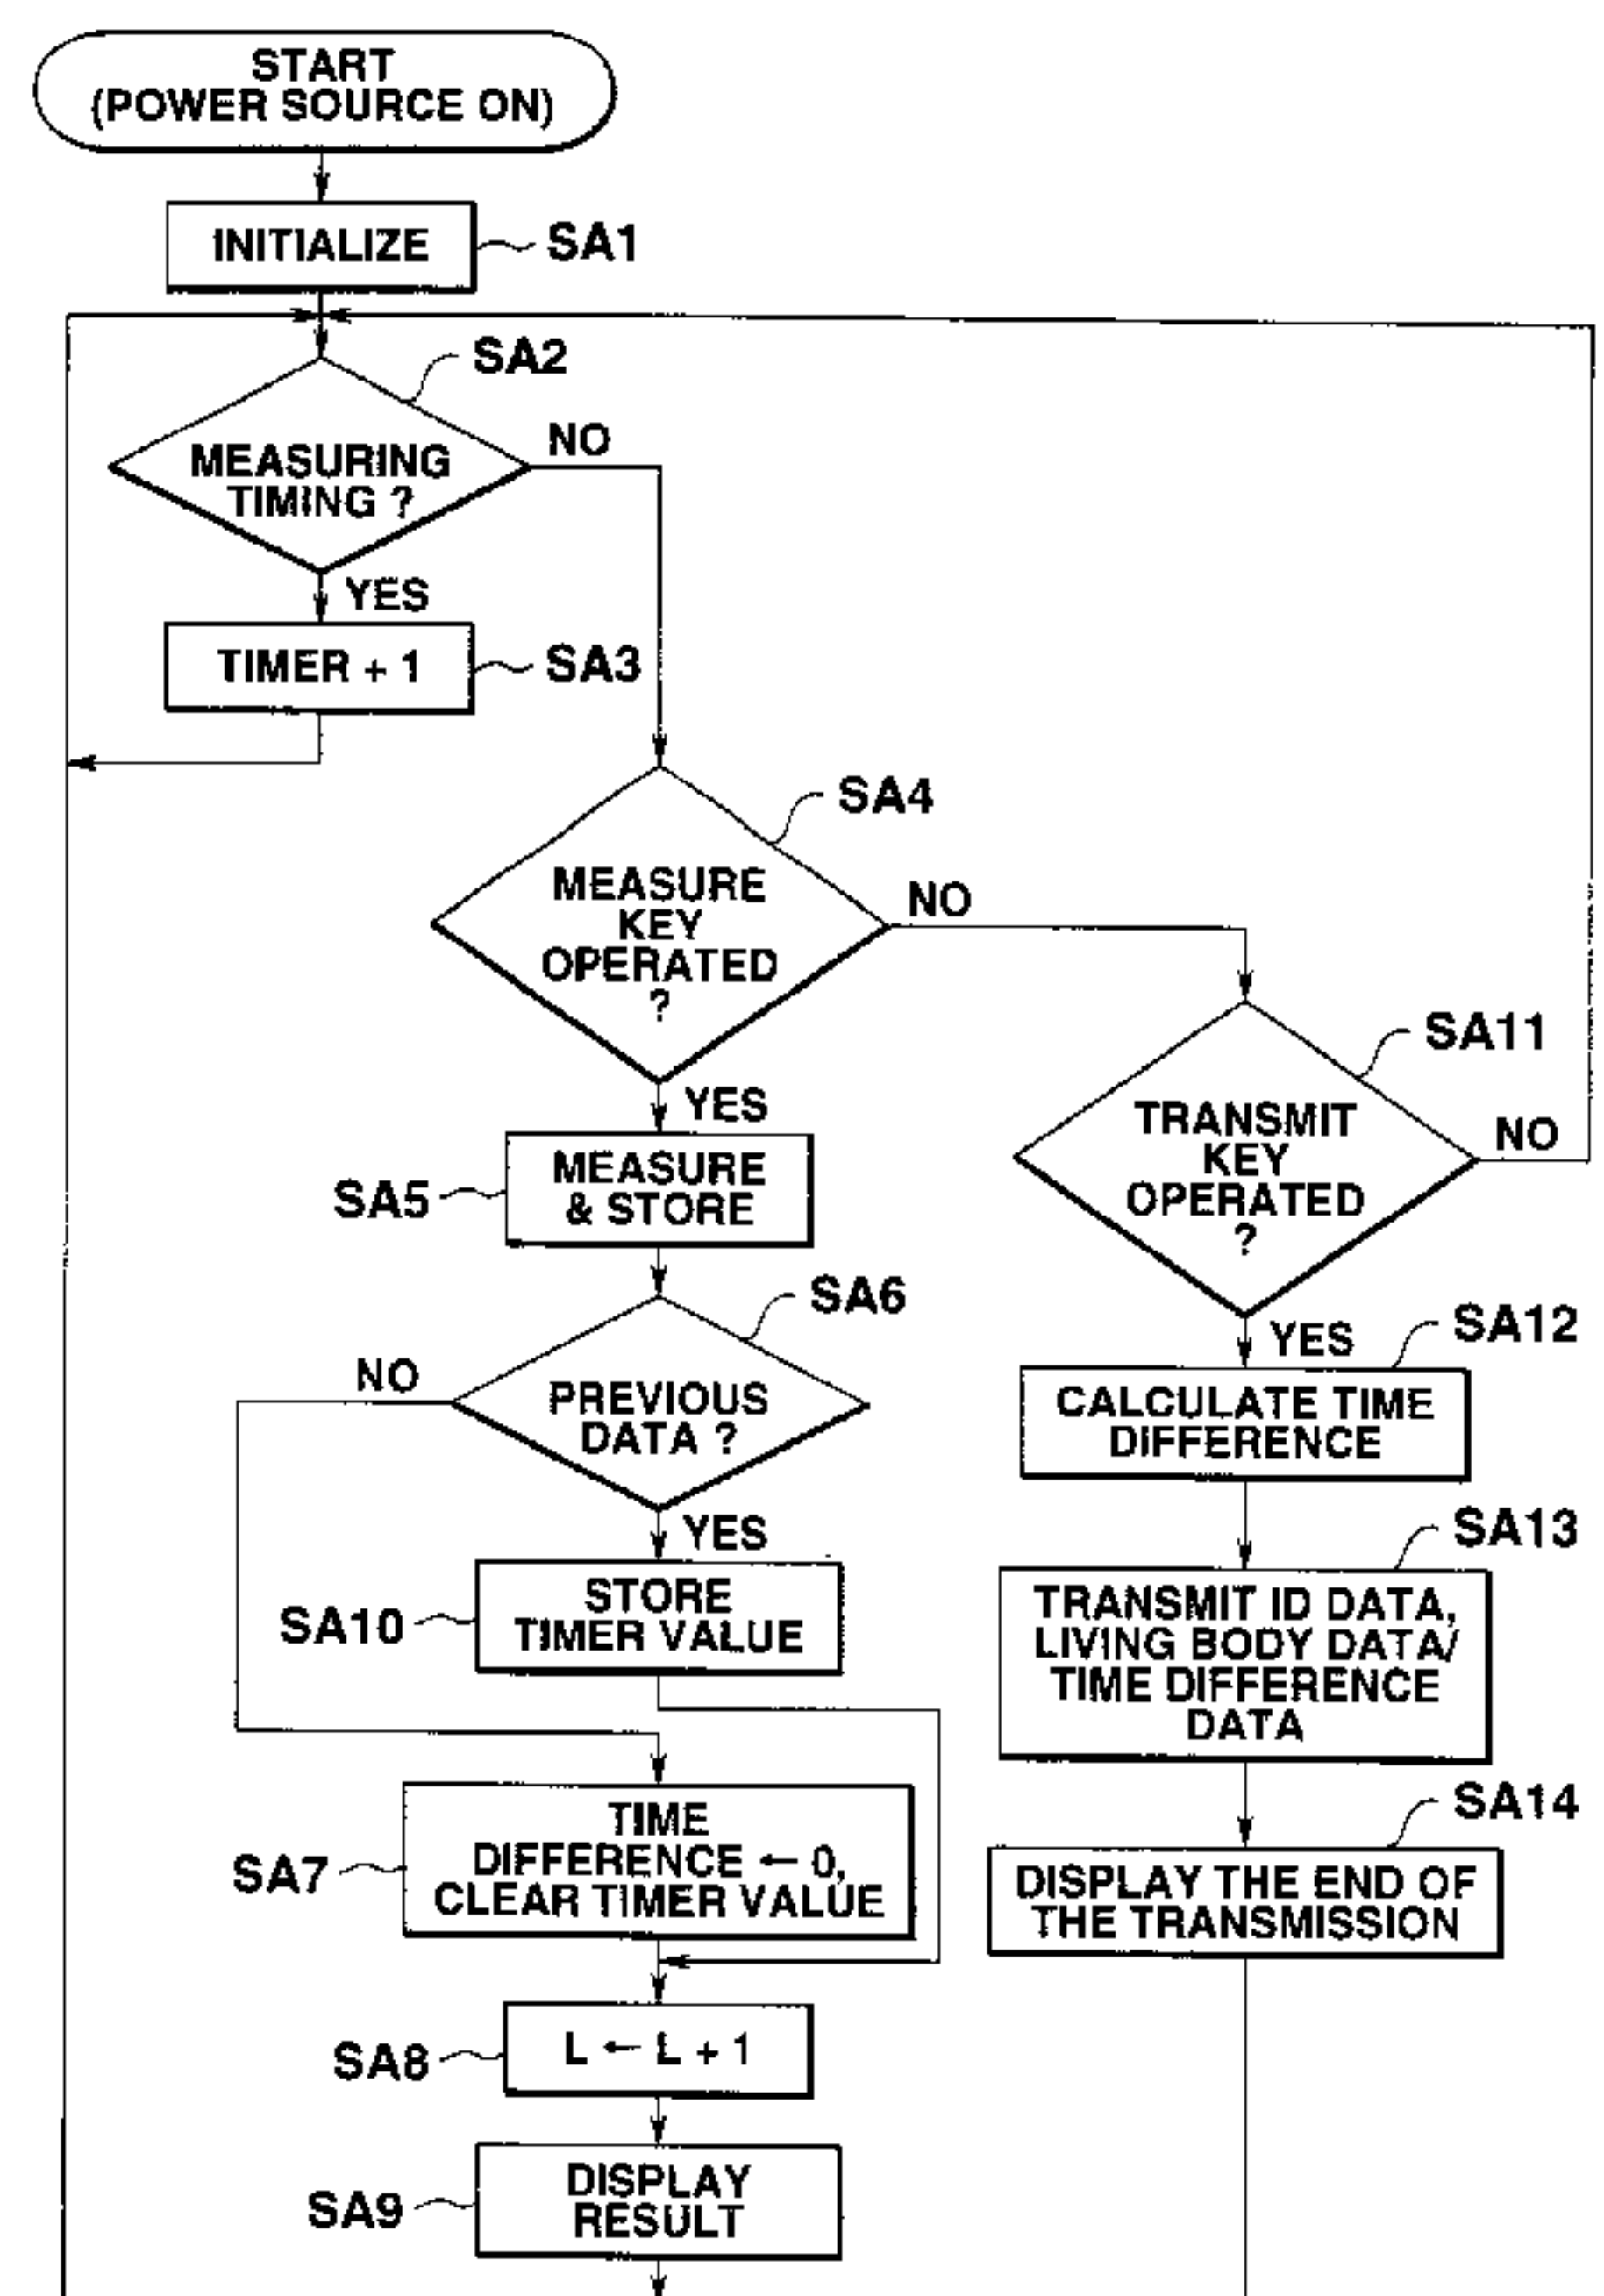 START
(POWER SOURCE ON)
INITIALIZE
SA1
SA2
MEASURING
TIMING ?
NO
YES
TIMER + 1
SA3
SA4
MEASURE
KEY
OPERATED
?
NO
YES
SA11
TRANSMIT
KEY
OPERATED
?
NO
YES
SA5
MEASURE
& STORE
SA6
PREVIOUS
DATA ?
NO
YES
SA12
CALCULATE TIME
DIFFERENCE
SA10
STORE
TIMER VALUE
SA13
TRANSMIT ID DATA,
LIVING BODY DATA/
TIME DIFFERENCE
DATA
SA7
TIME
DIFFERENCE ← 0,
CLEAR TIMER VALUE
SA14
DISPLAY THE END OF
THE TRANSMISSION
SA8
L ← L + 1
SA9
DISPLAY
RESULT